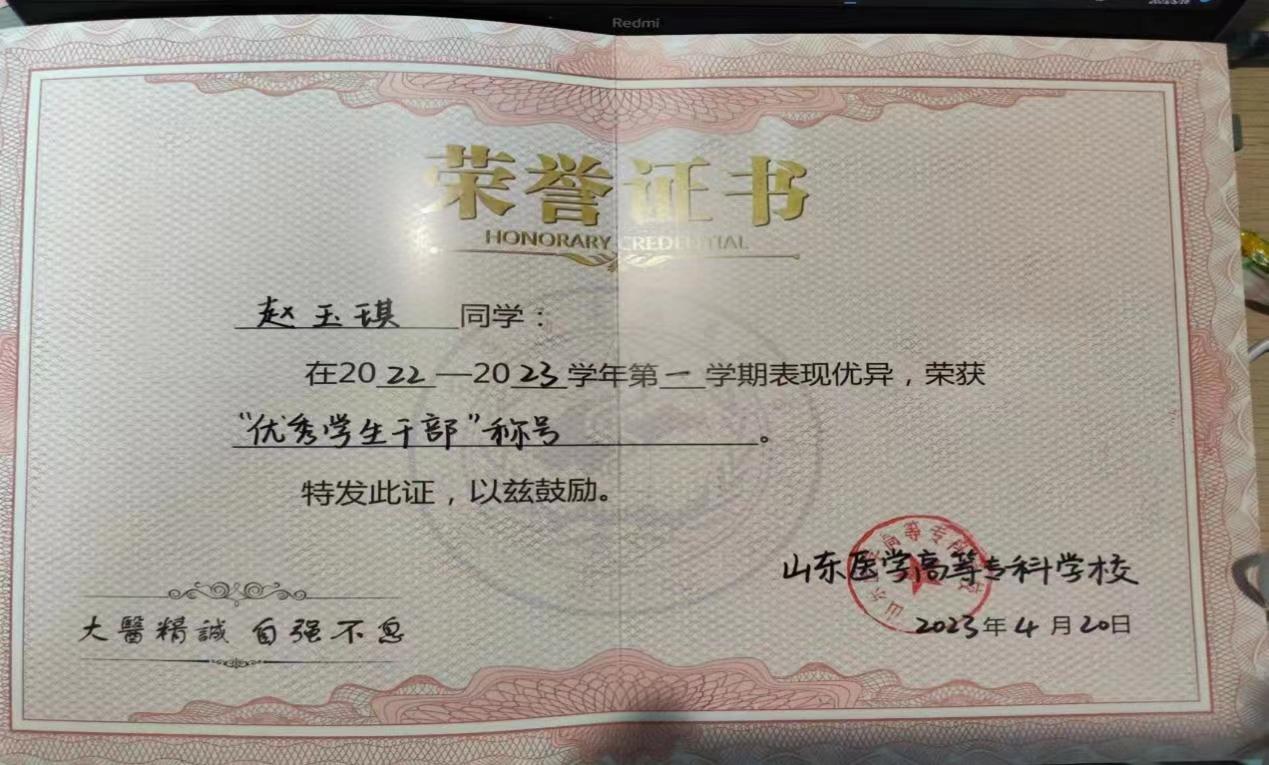 Redmi
荣誉证书
HONORARY CREDENTIAL
赵玉琪 同学：
在2022—2023学年第一学期表现优异，荣获
“优秀学生干部”称号。
特发此证，以兹鼓励。
山东医学高等专科学校
2023年4月20日
大醫精誠 自强不息